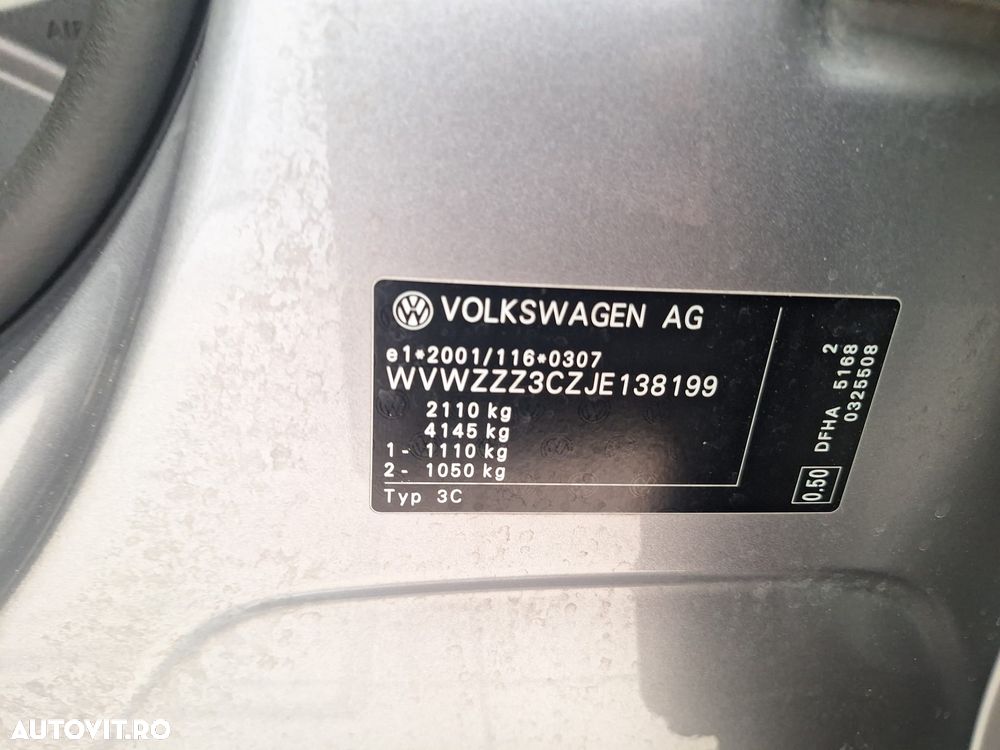 VOLKSWAGEN AG
e1*2001/116*0307
WVWZZZ3CZJE138199
2110 kg
4145 kg
1- 1110 kg
2- 1050 kg
Typ 3C
0,50
DFHA 5168 2
0325508
AUTOVIT.RO